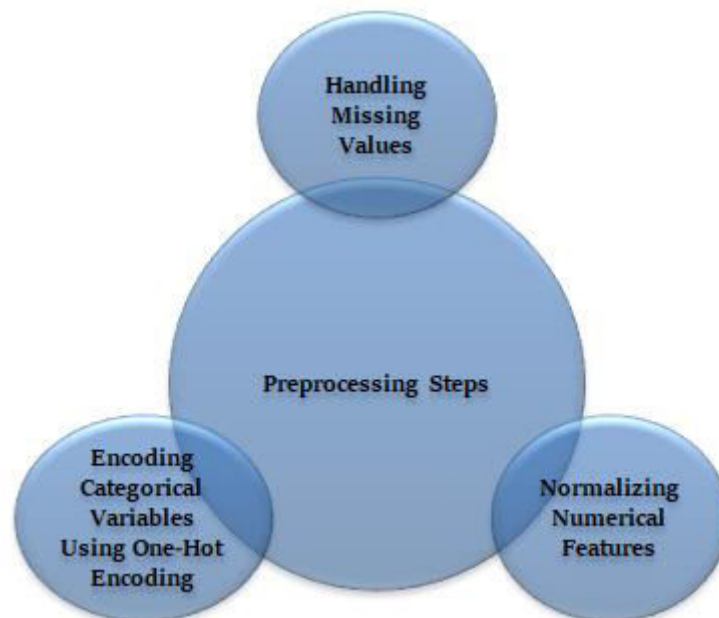 Handling
Missing
Values
Preprocessing Steps
Encoding
Categorical
Variables
Using One-Hot
Encoding
Normalizing
Numerical
Features